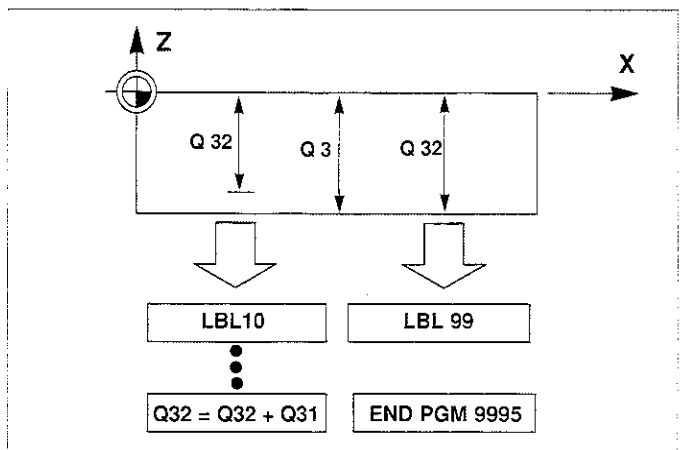 Z
X
Q 32 Q 3 Q 32
LBL10 LBL 99
Q32 = Q32 + Q31 END PGM 9995